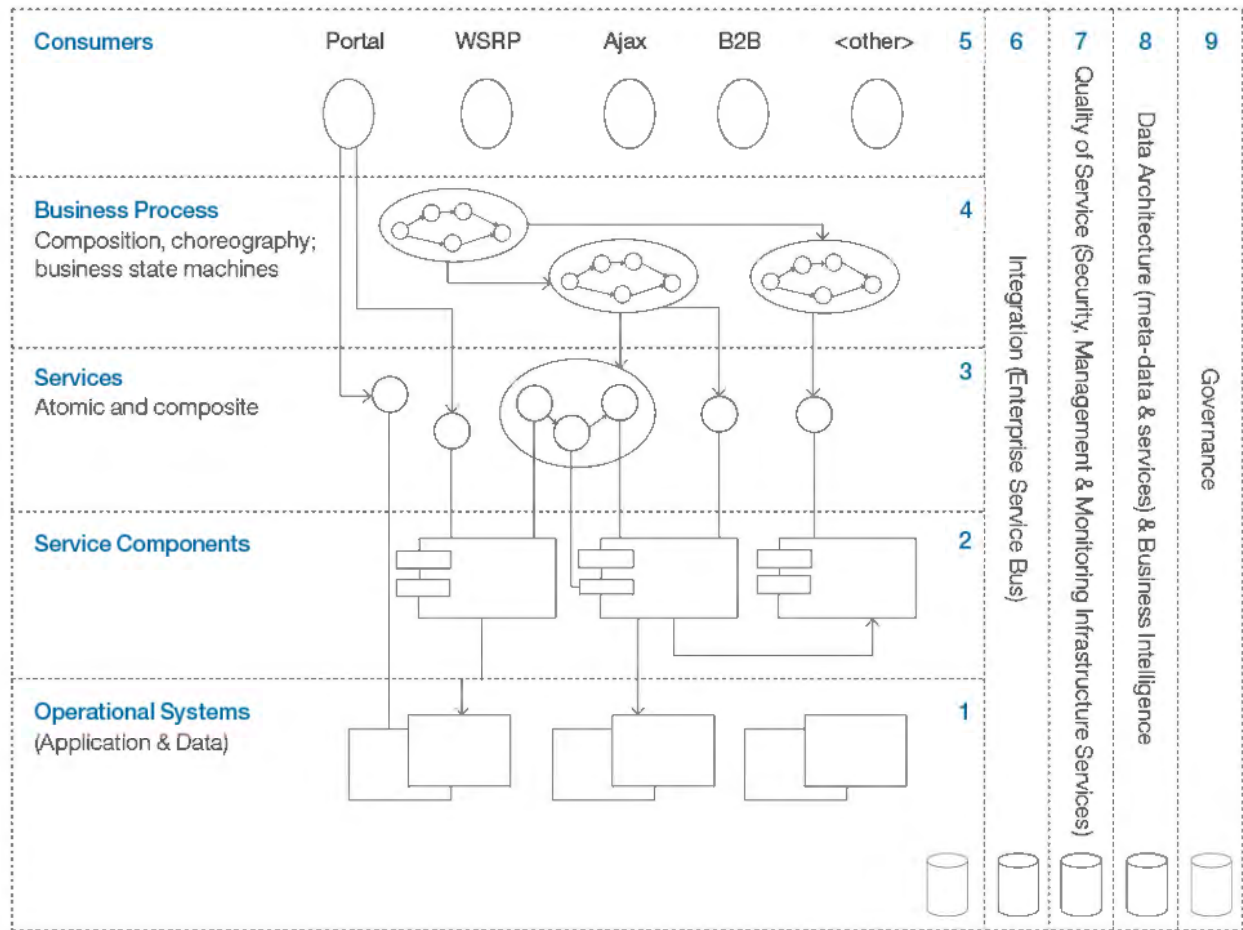 Consumers
Portal
WSRP
Ajax
B2B
<other>
5
6
7
8
9
Business Process
Composition, choreography;
business state machines
4
Services
Atomic and composite
3
Service Components
2
Operational Systems
(Application & Data)
1
Integration (Enterprise Service Bus)
Quality of Service (Security, Management & Monitoring Infrastructure Services)
Data Architecture (meta-data & services) & Business Intelligence
Governance